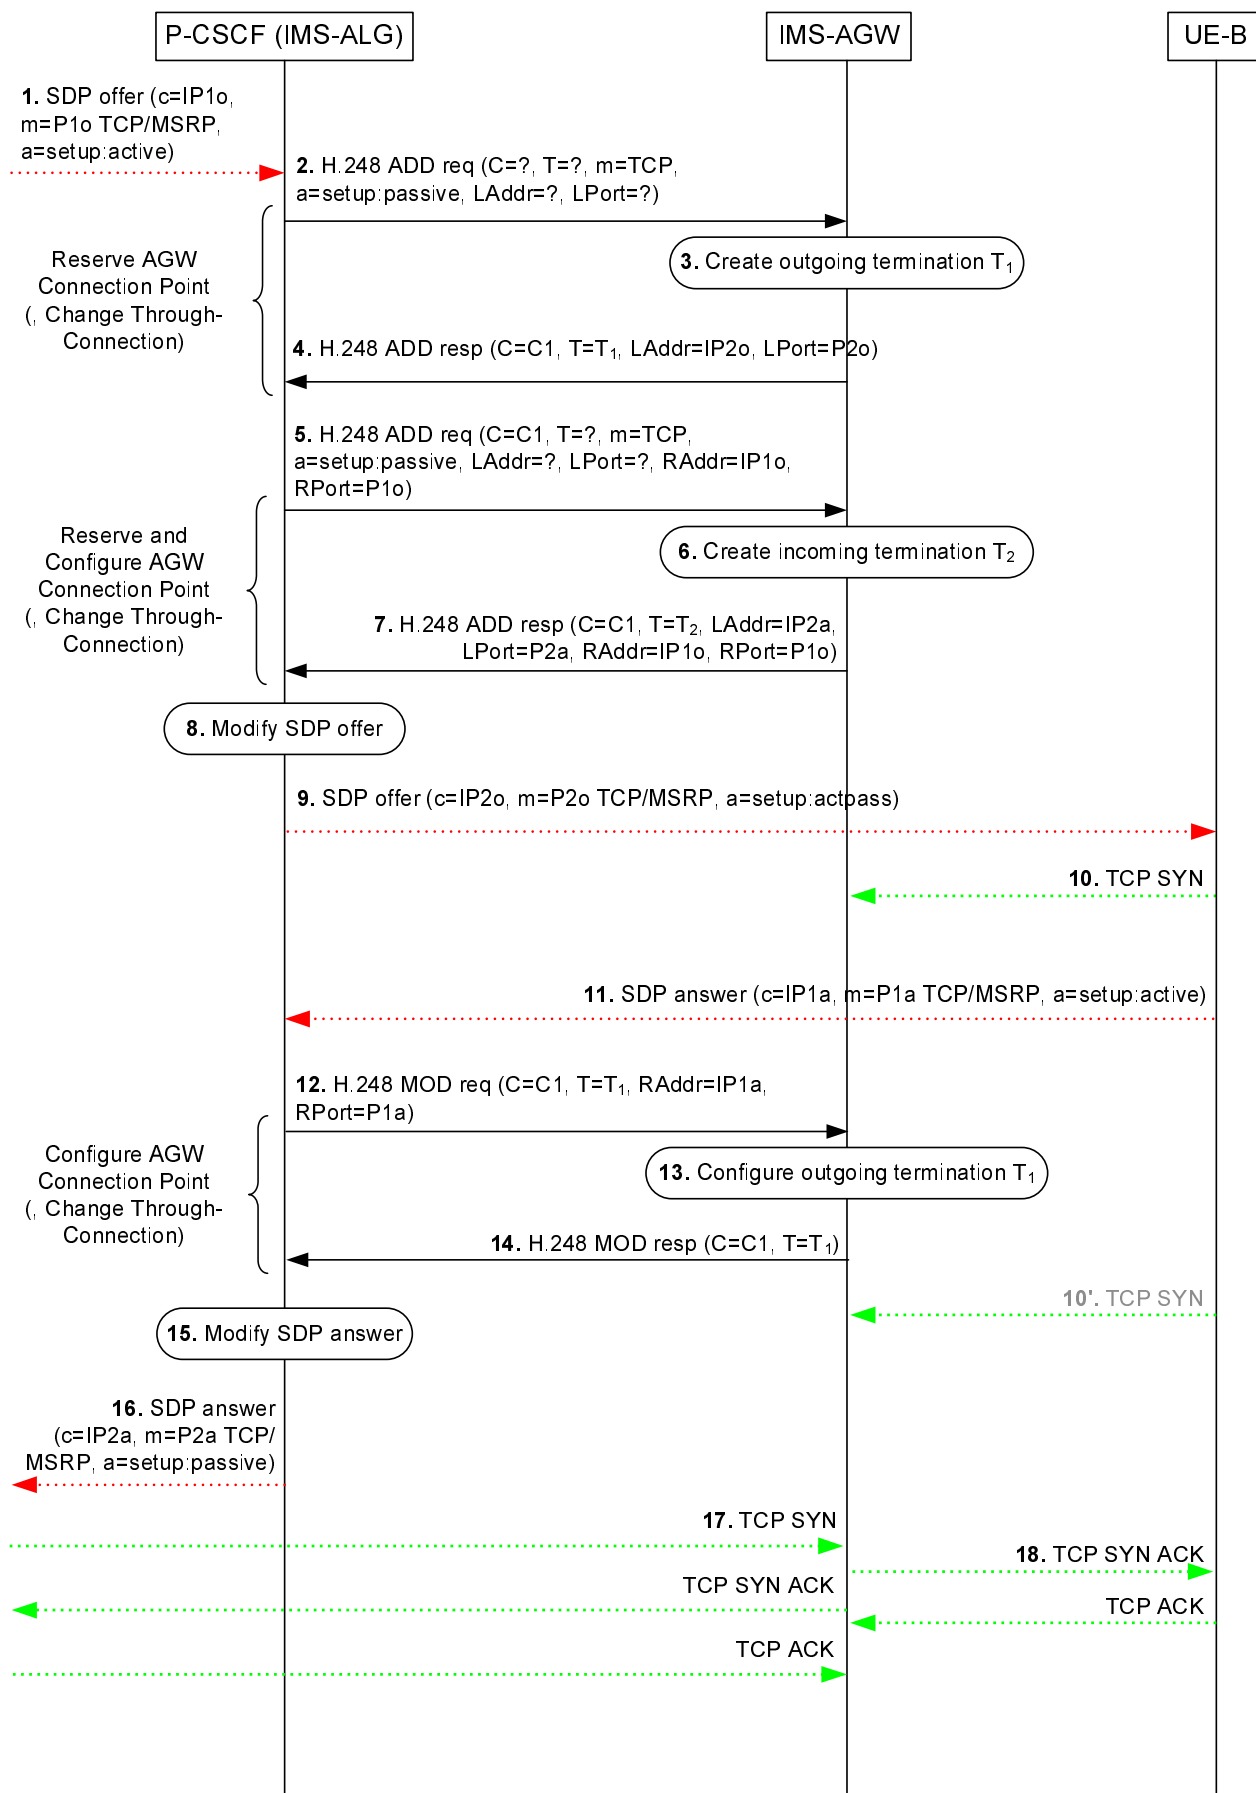 P-CSCF (IMS-ALG)
IMS-AGW
UE-B
1. SDP offer (c=IP1o,
m=P1o TCP/MSRP,
a=setup:active)
2. H.248 ADD req (C=?, T=?, m=TCP,
a=setup:passive, LAddr=?, LPort=?)
Reserve AGW
Connection Point
(, Change Through-
Connection)
3. Create outgoing termination T1
4. H.248 ADD resp (C=C1, T=T1, LAddr=IP2o, LPort=P2o)
5. H.248 ADD req (C=C1, T=?, m=TCP,
a=setup:passive, LAddr=?, LPort=?, RAddr=IP1o,
RPort=P1o)
Reserve and
Configure AGW
Connection Point
(, Change Through-
Connection)
6. Create incoming termination T2
7. H.248 ADD resp (C=C1, T=T2, LAddr=IP2a,
LPort=P2a, RAddr=IP1o, RPort=P1o)
8. Modify SDP offer
9. SDP offer (c=IP2o, m=P2o TCP/MSRP, a=setup:actpass)
10. TCP SYN
11. SDP answer (c=IP1a, m=P1a TCP/MSRP, a=setup:active)
12. H.248 MOD req (C=C1, T=T1, RAddr=IP1a,
RPort=P1a)
Configure AGW
Connection Point
(, Change Through-
Connection)
13. Configure outgoing termination T1
14. H.248 MOD resp (C=C1, T=T1)
10'. TCP SYN
15. Modify SDP answer
16. SDP answer
(c=IP2a, m=P2a TCP/
MSRP, a=setup:passive)
17. TCP SYN
18. TCP SYN ACK
TCP SYN ACK
TCP ACK
TCP ACK